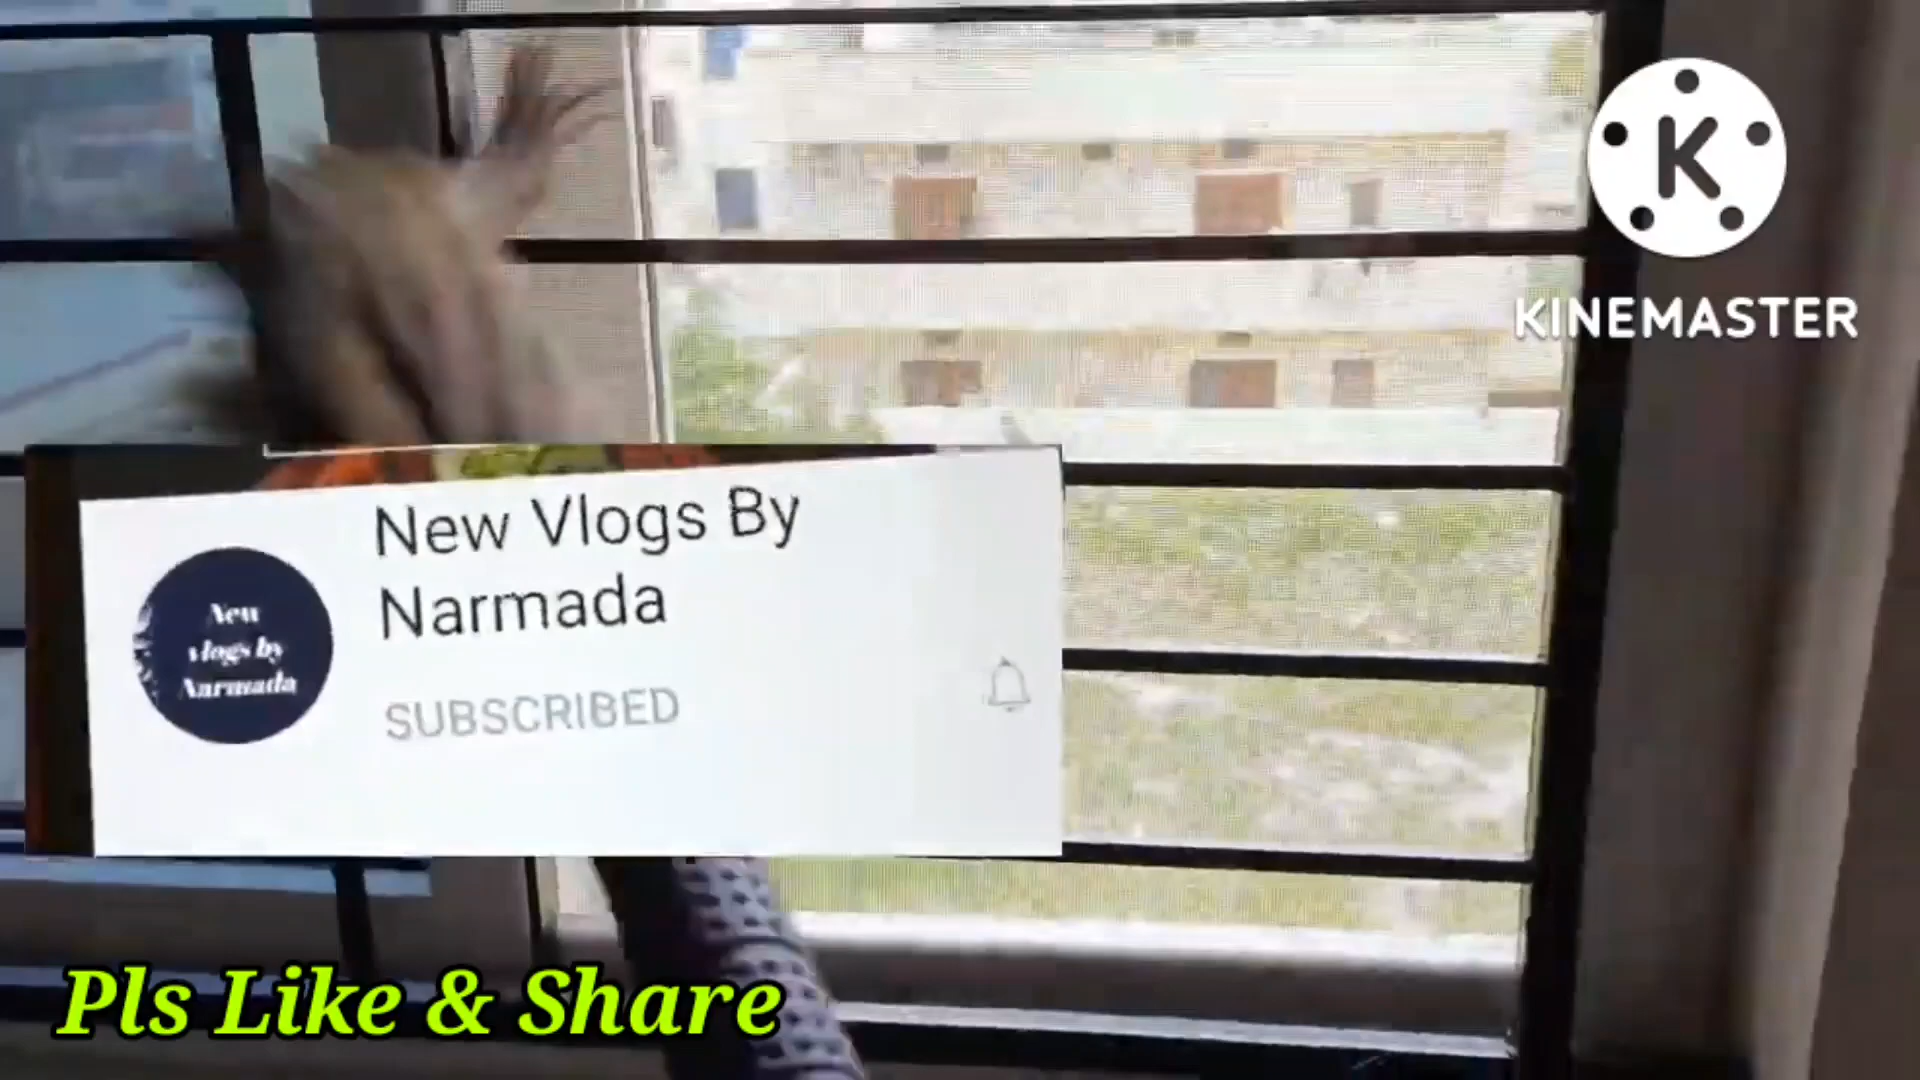 K
KINEMASTER
New Vlogs By
Narmada
New
vlogs by
Narmada
SUBSCRIBED
Pls Like & Share